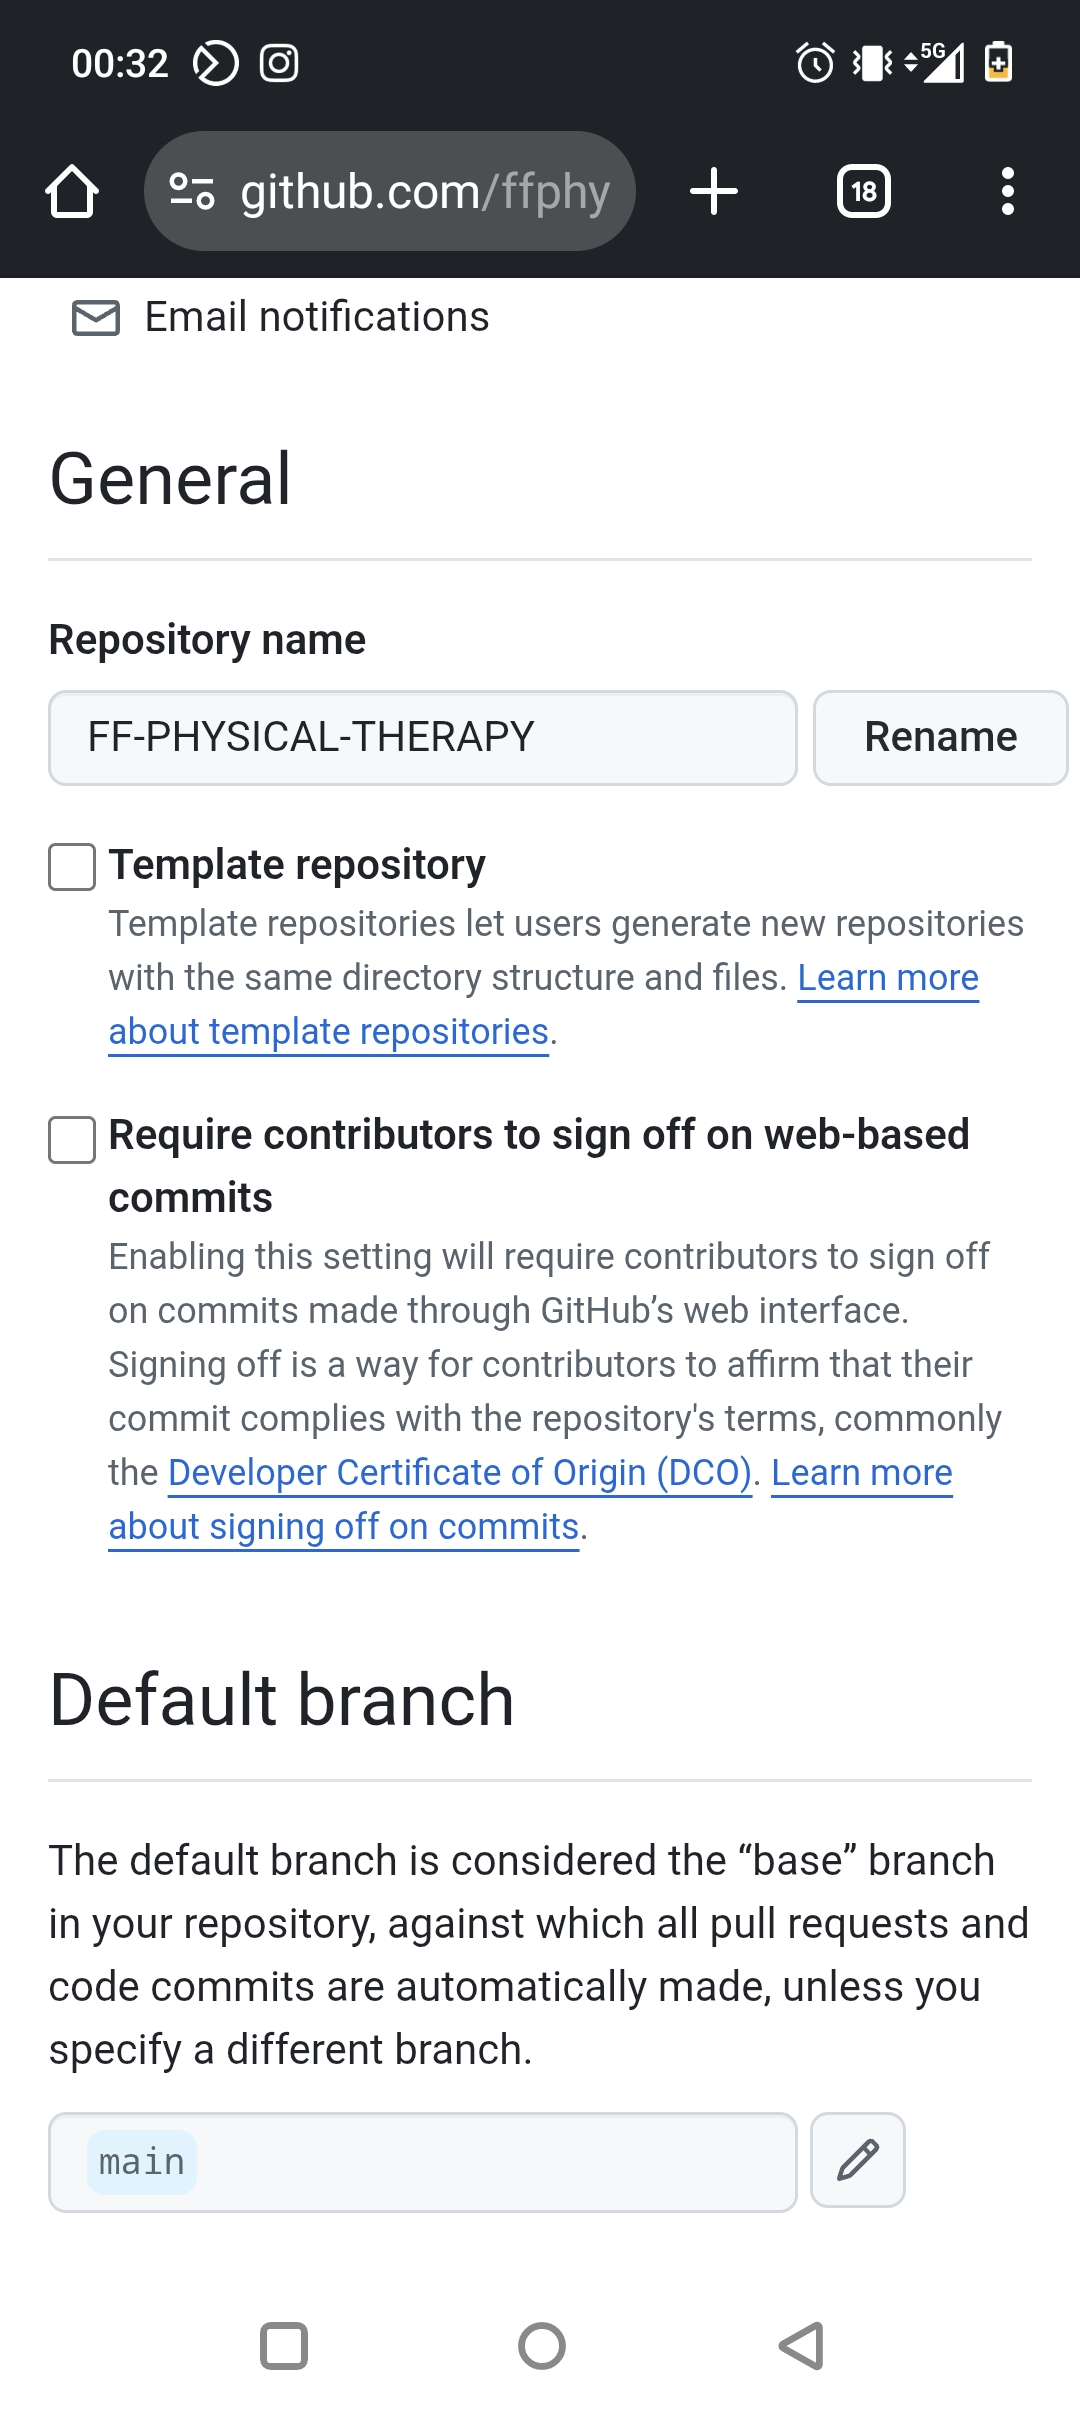 00:32
5G
github.com/ffphy
18
Email notifications
General
Repository name
FF-PHYSICAL-THERAPY
Rename
Template repository
Template repositories let users generate new repositories
with the same directory structure and files. Learn more
about template repositories.
Require contributors to sign off on web-based
commits
Enabling this setting will require contributors to sign off
on commits made through GitHub’s web interface.
Signing off is a way for contributors to affirm that their
commit complies with the repository's terms, commonly
the Developer Certificate of Origin (DCO). Learn more
about signing off on commits.
Default branch
The default branch is considered the “base” branch
in your repository, against which all pull requests and
code commits are automatically made, unless you
specify a different branch.
main